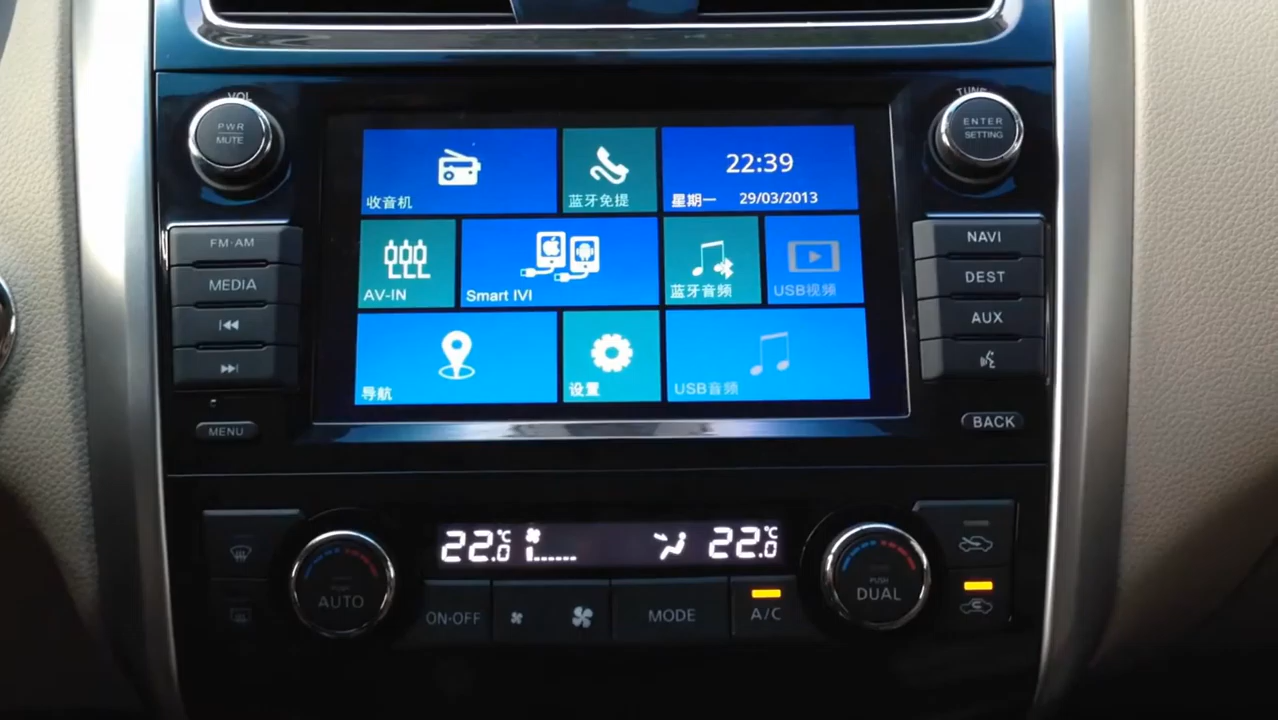 VOL
TUNE
PWR
MUTE
ENTER
SETTING
收音机
蓝牙免提
22:39
星期一 29/03/2013
FM·AM
NAVI
MEDIA
DEST
AV-IN
Smart IVI
蓝牙音频
USB视频
AUX
导航
设置
USB音频
MENU
BACK
22.0°C
22.0°C
AUTO
ON·OFF
MODE
A/C
PUSH
DUAL